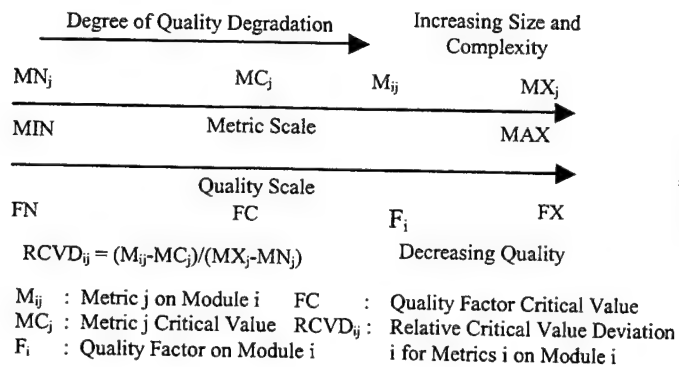 Degree of Quality Degradation Increasing Size and
Complexity
MNj MCj Mij MXj
MIN Metric Scale MAX
Quality Scale
FN FC Fi FX
RCVDij = (Mij-MCj)/(MXj-MNj) Decreasing Quality
Mij : Metric j on Module i FC : Quality Factor Critical Value
MCj : Metric j Critical Value RCVDij : Relative Critical Value Deviation
Fi : Quality Factor on Module i i for Metrics i on Module i